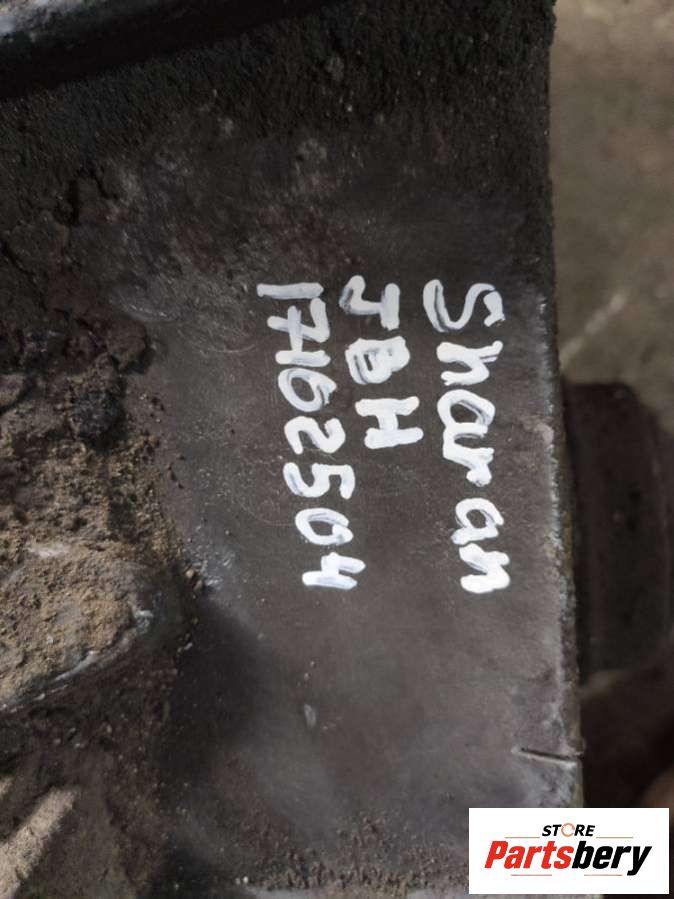 Sharan
JBH
17162504
STORE
Partsbery